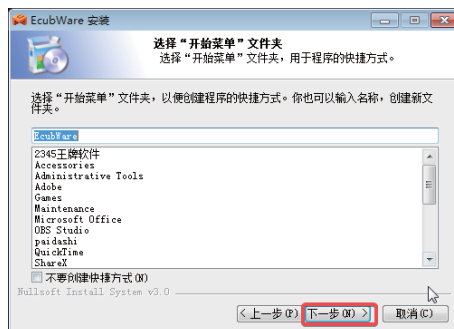 EcubWare 安装
选择“开始菜单”文件夹
选择“开始菜单”文件夹，用于程序的快捷方式。
选择“开始菜单”文件夹，以便创建程序的快捷方式。你也可以输入名称，创建新文
件夹。
EcubWare
2345王牌软件
Accessories
Administrative Tools
Adobe
Games
Maintenance
Microsoft Office
OBS Studio
paidashi
QuickTime
ShareX
不要创建快捷方式(N)
Nullsoft Install System v3.0
< 上一步(P)
下一步(N) >
取消(C)